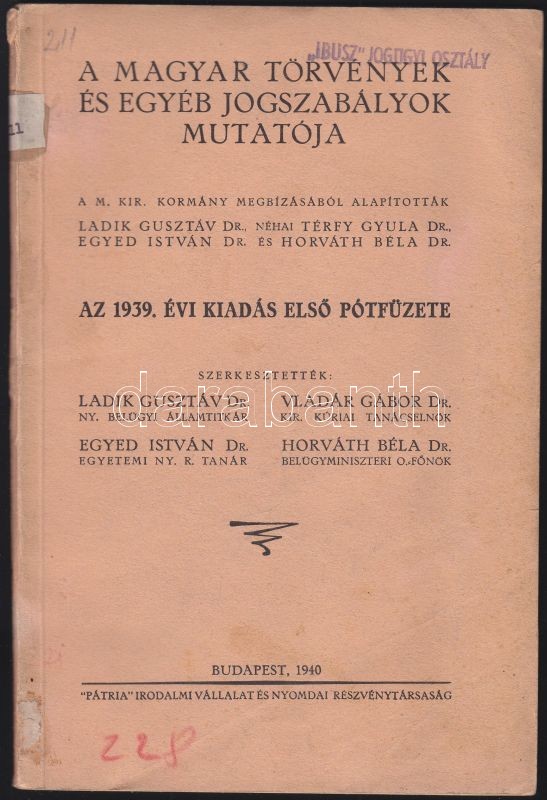 211
"IBUSZ" JOGÜGYI OSZTÁLY
A MAGYAR TÖRVÉNYEK
ÉS EGYÉB JOGSZABÁLYOK
MUTATÓJA
11
A M. KIR. KORMÁNY MEGBÍZÁSÁBÓL ALAPÍTOTTÁK
LADIK GUSZTÁV DR., NÉHAI TÉRFY GYULA DR.,
EGYED ISTVÁN DR. ÉS HORVÁTH BÉLA DR.
AZ 1939. ÉVI KIADÁS ELSŐ PÓTFÜZETE
SZERKESZTETTÉK:
LADIK GUSZTÁV DR. VLADÁR GÁBOR DR.
NY. BELÜGYI ÁLLAMTITKÁR KIR. KÚRIAI TANÁCSELNÖK
darabanth
EGYED ISTVÁN DR. HORVÁTH BÉLA DR.
EGYETEMI NY. R. TANÁR BELÜGYMINISZTERI O.-FŐNÖK
BUDAPEST, 1940
"PÁTRIA" IRODALMI VÁLLALAT ÉS NYOMDAI RÉSZVÉNYTÁRSASÁG
228